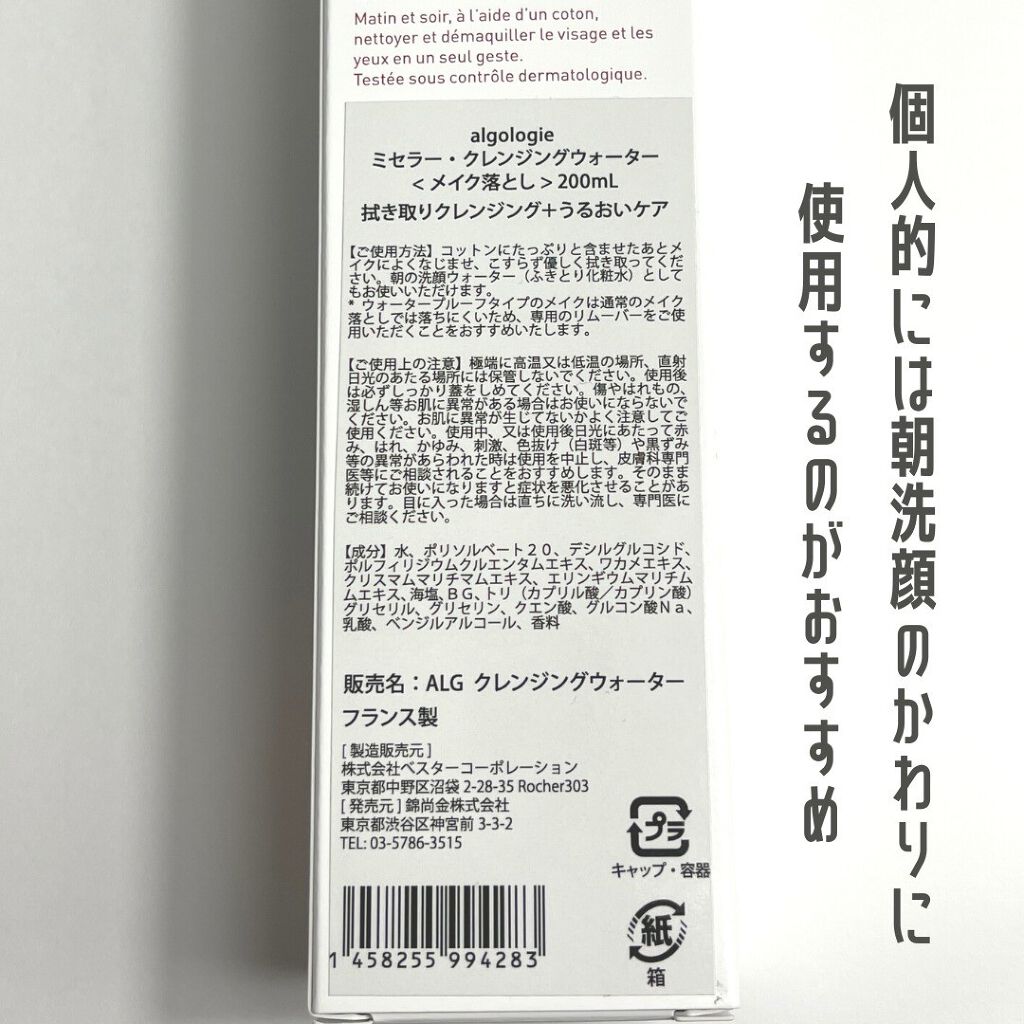 Matin et soir, à l'aide d'un coton,
nettoyer et démaquiller le visage et les
yeux en un seul geste.
Testée sous contrôle dermatologique.
algologie
ミセラー・クレンジングウォーター
< メイク落とし > 200mL
拭き取りクレンジング+うるおいケア
【ご使用方法】コットンにたっぷりと含ませたあとメ
イクによくなじませ、こすらず優しく拭き取ってくだ
さい。朝の洗顔ウォーター（ふきとり化粧水）として
もお使いいただけます。
* ウォータープルーフタイプのメイクは通常のメイク
落としでは落ちにくいため、専用のリムーバーをご使
用いただくことをおすすめいたします。
【ご使用上の注意】極端に高温又は低温の場所、直射
日光のあたる場所には保管しないでください。使用後
は必ずしっかり蓋をしめてください。傷やはれもの、
湿しん等お肌に異常がある場合はお使いにならないで
ください。お肌に異常が生じてないかよく注意してご
使用ください。使用中、又は使用後日光にあたって赤
み、はれ、かゆみ、刺激、色抜け（白斑等）や黒ずみ
等の異常があらわれた時は使用を中止し、皮膚科専門
医等にご相談されることをおすすめします。そのまま
続けてお使いになりますと症状を悪化させることがあ
ります。目に入った場合は直ちに洗い流し、専門医に
ご相談ください。
【成分】水、ポリソルベート２０、デシルグルコシド、
ポルフィリジウムクルエンタムエキス、ワカメエキス、
クリスマムマリチマムエキス、エリンギウムマリチム
ムエキス、海塩、ＢＧ、トリ（カプリル酸／カプリン酸）
グリセリル、グリセリン、クエン酸、グルコン酸Ｎａ、
乳酸、ベンジルアルコール、香料
販売名：ALG クレンジングウォーター
フランス製
[ 製造販売元 ]
株式会社ベスターコーポレーション
東京都中野区沼袋 2-28-35 Rocher303
[ 発売元 ] 錦尚金株式会社
東京都渋谷区神宮前 3-3-2
TEL: 03-5786-3515
プラ
キャップ・容器
紙
箱
1 458255 994283
個人的には朝洗顔のかわりに
使用するのがおすすめ